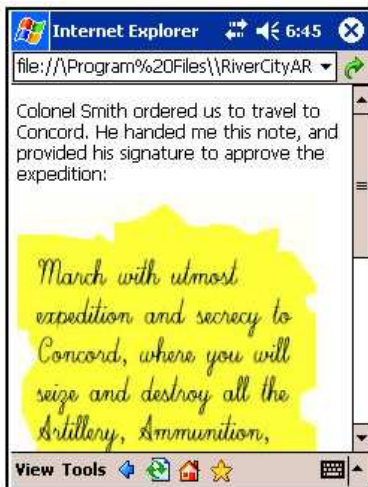 Internet Explorer 6:45
file://\Program%20Files\\RiverCityAR
Colonel Smith ordered us to travel to
Concord. He handed me this note, and
provided his signature to approve the
expedition:
March with utmost
expedition and secrecy to
Concord, where you will
seize and destroy all the
Artillery, Ammunition,
View Tools